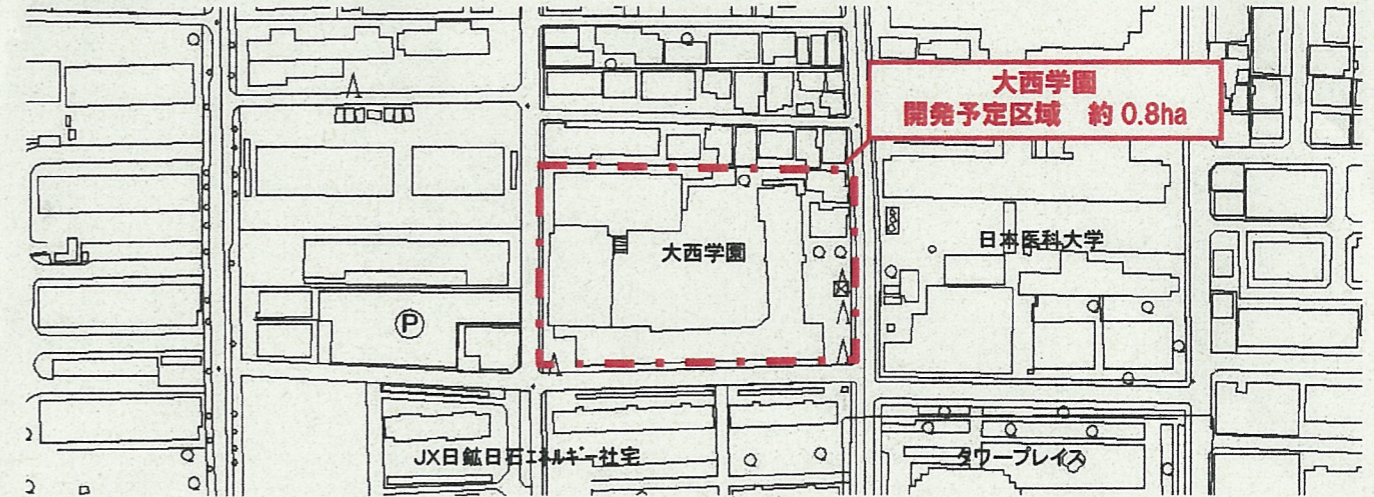 大西学園
開発予定区域　約 0.8ha
大西学園
日本医科大学
P
JX日鉱日石エネルギー社宅
タワープレイス